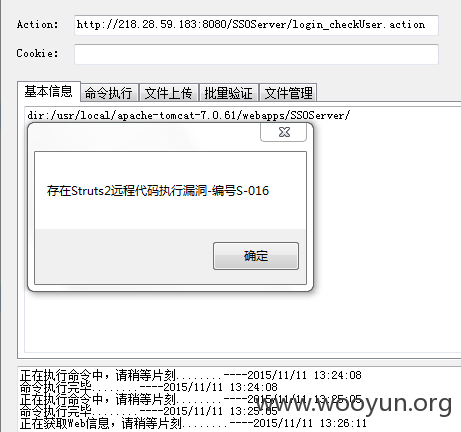 Action: http://218.28.59.183:8080/SSOServer/login_checkUser.action
Cookie:
基本信息 命令执行 文件上传 批量验证 文件管理
dir:/usr/local/apache-tomcat-7.0.61/webapps/SSOServer/
存在Struts2远程代码执行漏洞-编号S-016
确定
正在执行命令中，请稍等片刻........----2015/11/11 13:24:08
命令执行完毕........----2015/11/11 13:24:08
正在执行命令中，请稍等片刻........----2015/11/11 13:25:05
命令执行完毕........----2015/11/11 13:25:05
正在获取Web信息，请稍等片刻........----2015/11/11 13:26:11
www.wooyun.org